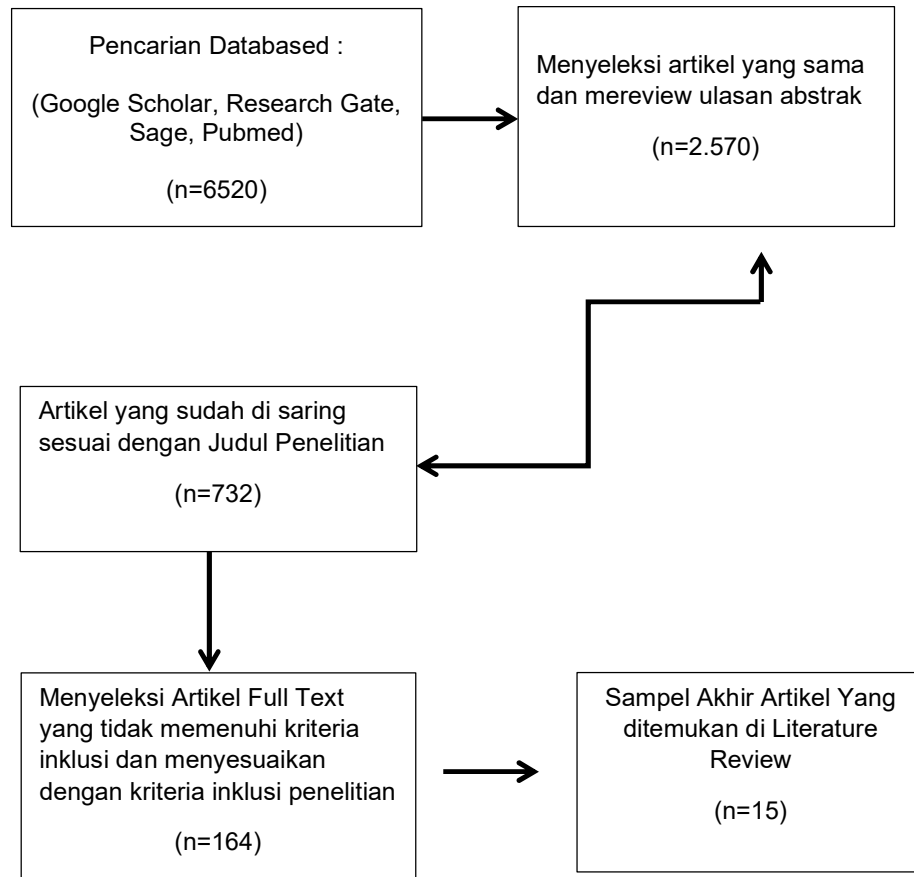 Pencarian Databased :
(Google Scholar, Research Gate,
Sage, Pubmed)
(n=6520)
Menyeleksi artikel yang sama
dan mereview ulasan abstrak
(n=2.570)
Artikel yang sudah di saring
sesuai dengan Judul Penelitian
(n=732)
Menyeleksi Artikel Full Text
yang tidak memenuhi kriteria
inklusi dan menyesuaikan
dengan kriteria inklusi penelitian
(n=164)
Sampel Akhir Artikel Yang
ditemukan di Literature
Review
(n=15)